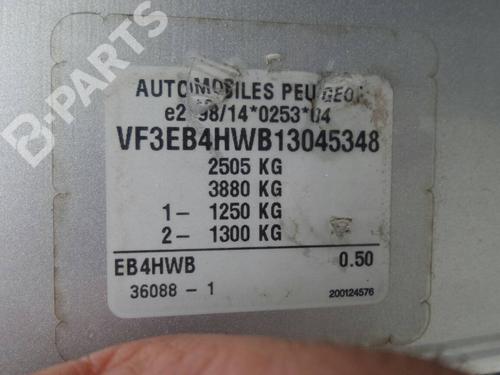 B-PARTS
AUTOMOBILES PEUGEOT
e2*98/14*0253*04
VF3EB4HWB13045348
2505 KG
3880 KG
1– 1250 KG
2– 1300 KG
EB4HWB 0.50
36088 – 1 200124576